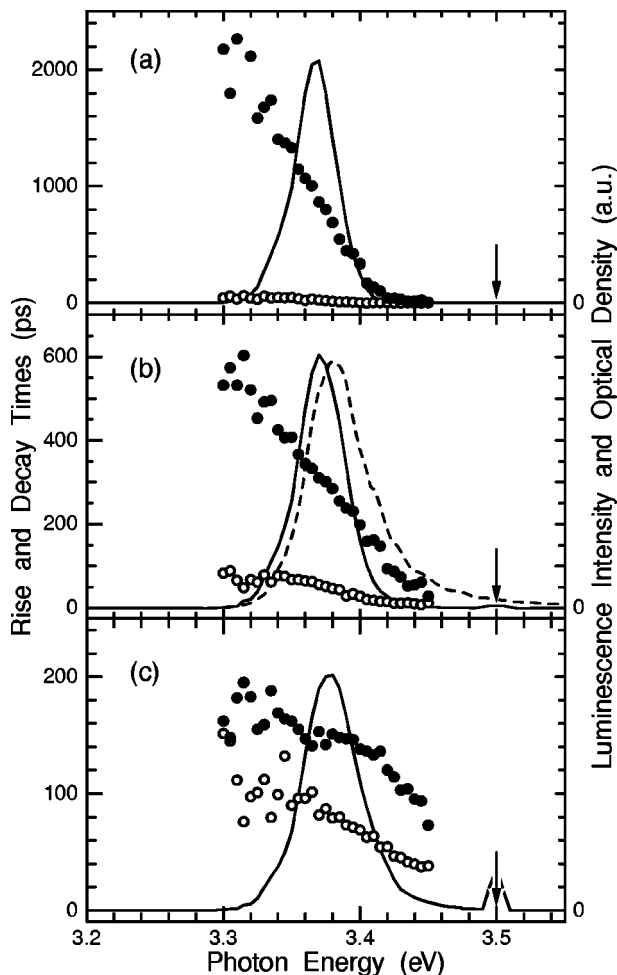 (a)
2000
1000
0
0
(b)
600
400
200
0
0
(c)
200
100
0
0
3.2
3.3
3.4
3.5
Photon Energy (eV)
Rise and Decay Times (ps)
Luminescence Intensity and Optical Density (a.u.)